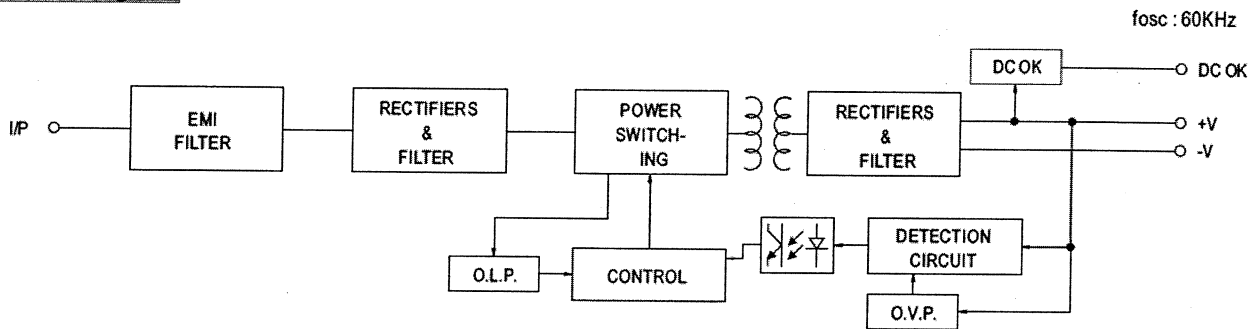 fosc : 60KHz
DC OK
DC OK
I/P
EMI
FILTER
RECTIFIERS
&
FILTER
POWER
SWITCH-
ING
RECTIFIERS
&
FILTER
+V
-V
O.L.P.
CONTROL
DETECTION
CIRCUIT
O.V.P.